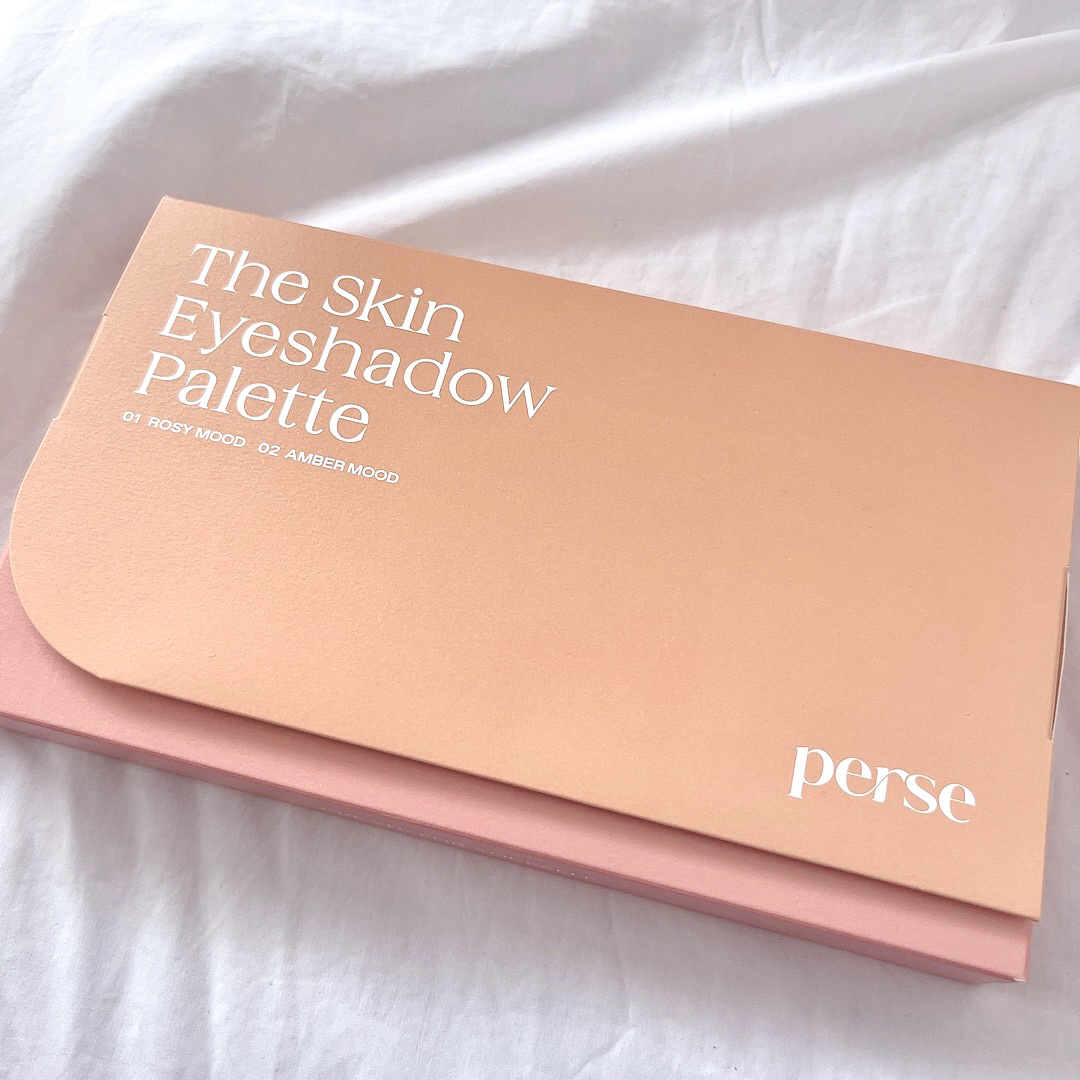 The Skin
Eyeshadow
Palette
01 ROSY MOOD 02 AMBER MOOD
perse